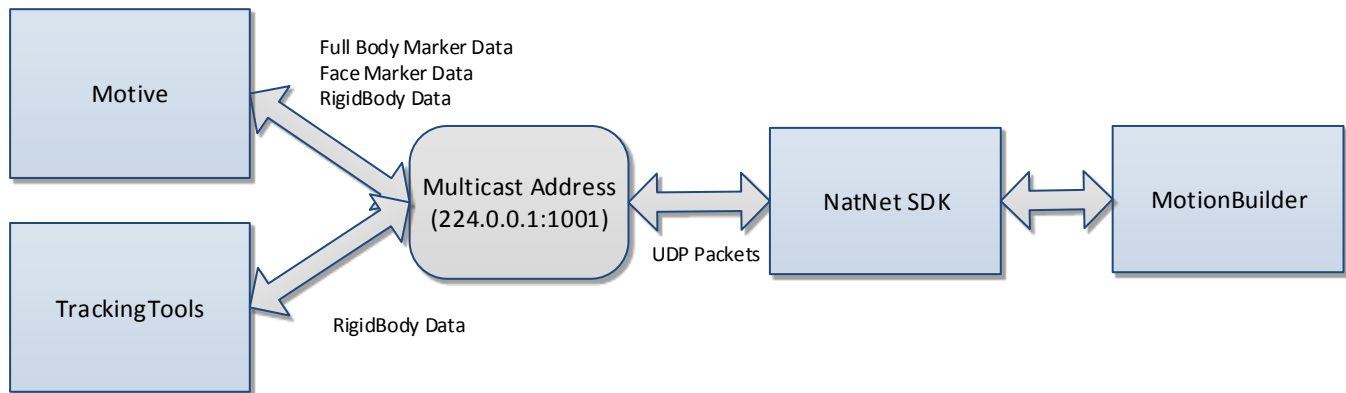 Full Body Marker Data
Face Marker Data
RigidBody Data
Motive
Multicast Address
(224.0.0.1:1001)
NatNet SDK
MotionBuilder
UDP Packets
TrackingTools
RigidBody Data